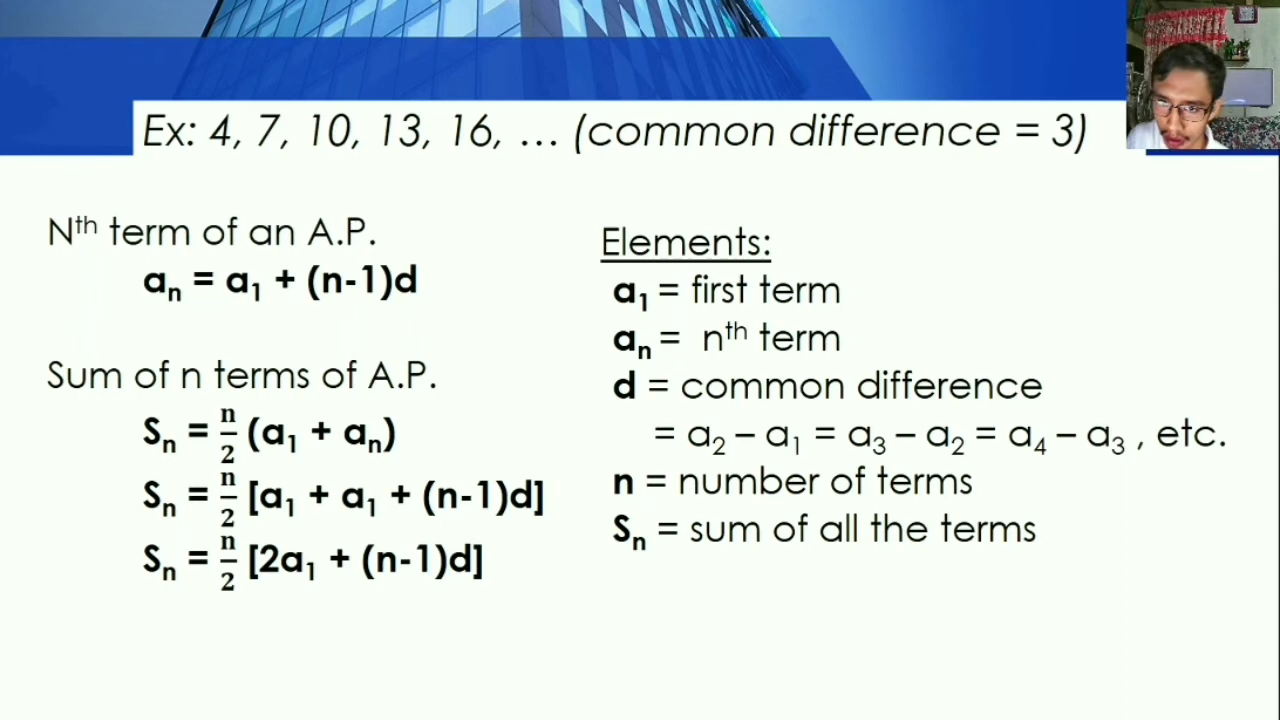 Ex: 4, 7, 10, 13, 16, … (common difference = 3)
Nᵗʰ term of an A.P.
aₙ = a₁ + (n-1)d
Sum of n terms of A.P.
Sₙ = n/2 (a₁ + aₙ)
Sₙ = n/2 [a₁ + a₁ + (n-1)d]
Sₙ = n/2 [2a₁ + (n-1)d]
Elements:
a₁ = first term
aₙ = nᵗʰ term
d = common difference
= a₂ – a₁ = a₃ – a₂ = a₄ – a₃ , etc.
n = number of terms
Sₙ = sum of all the terms